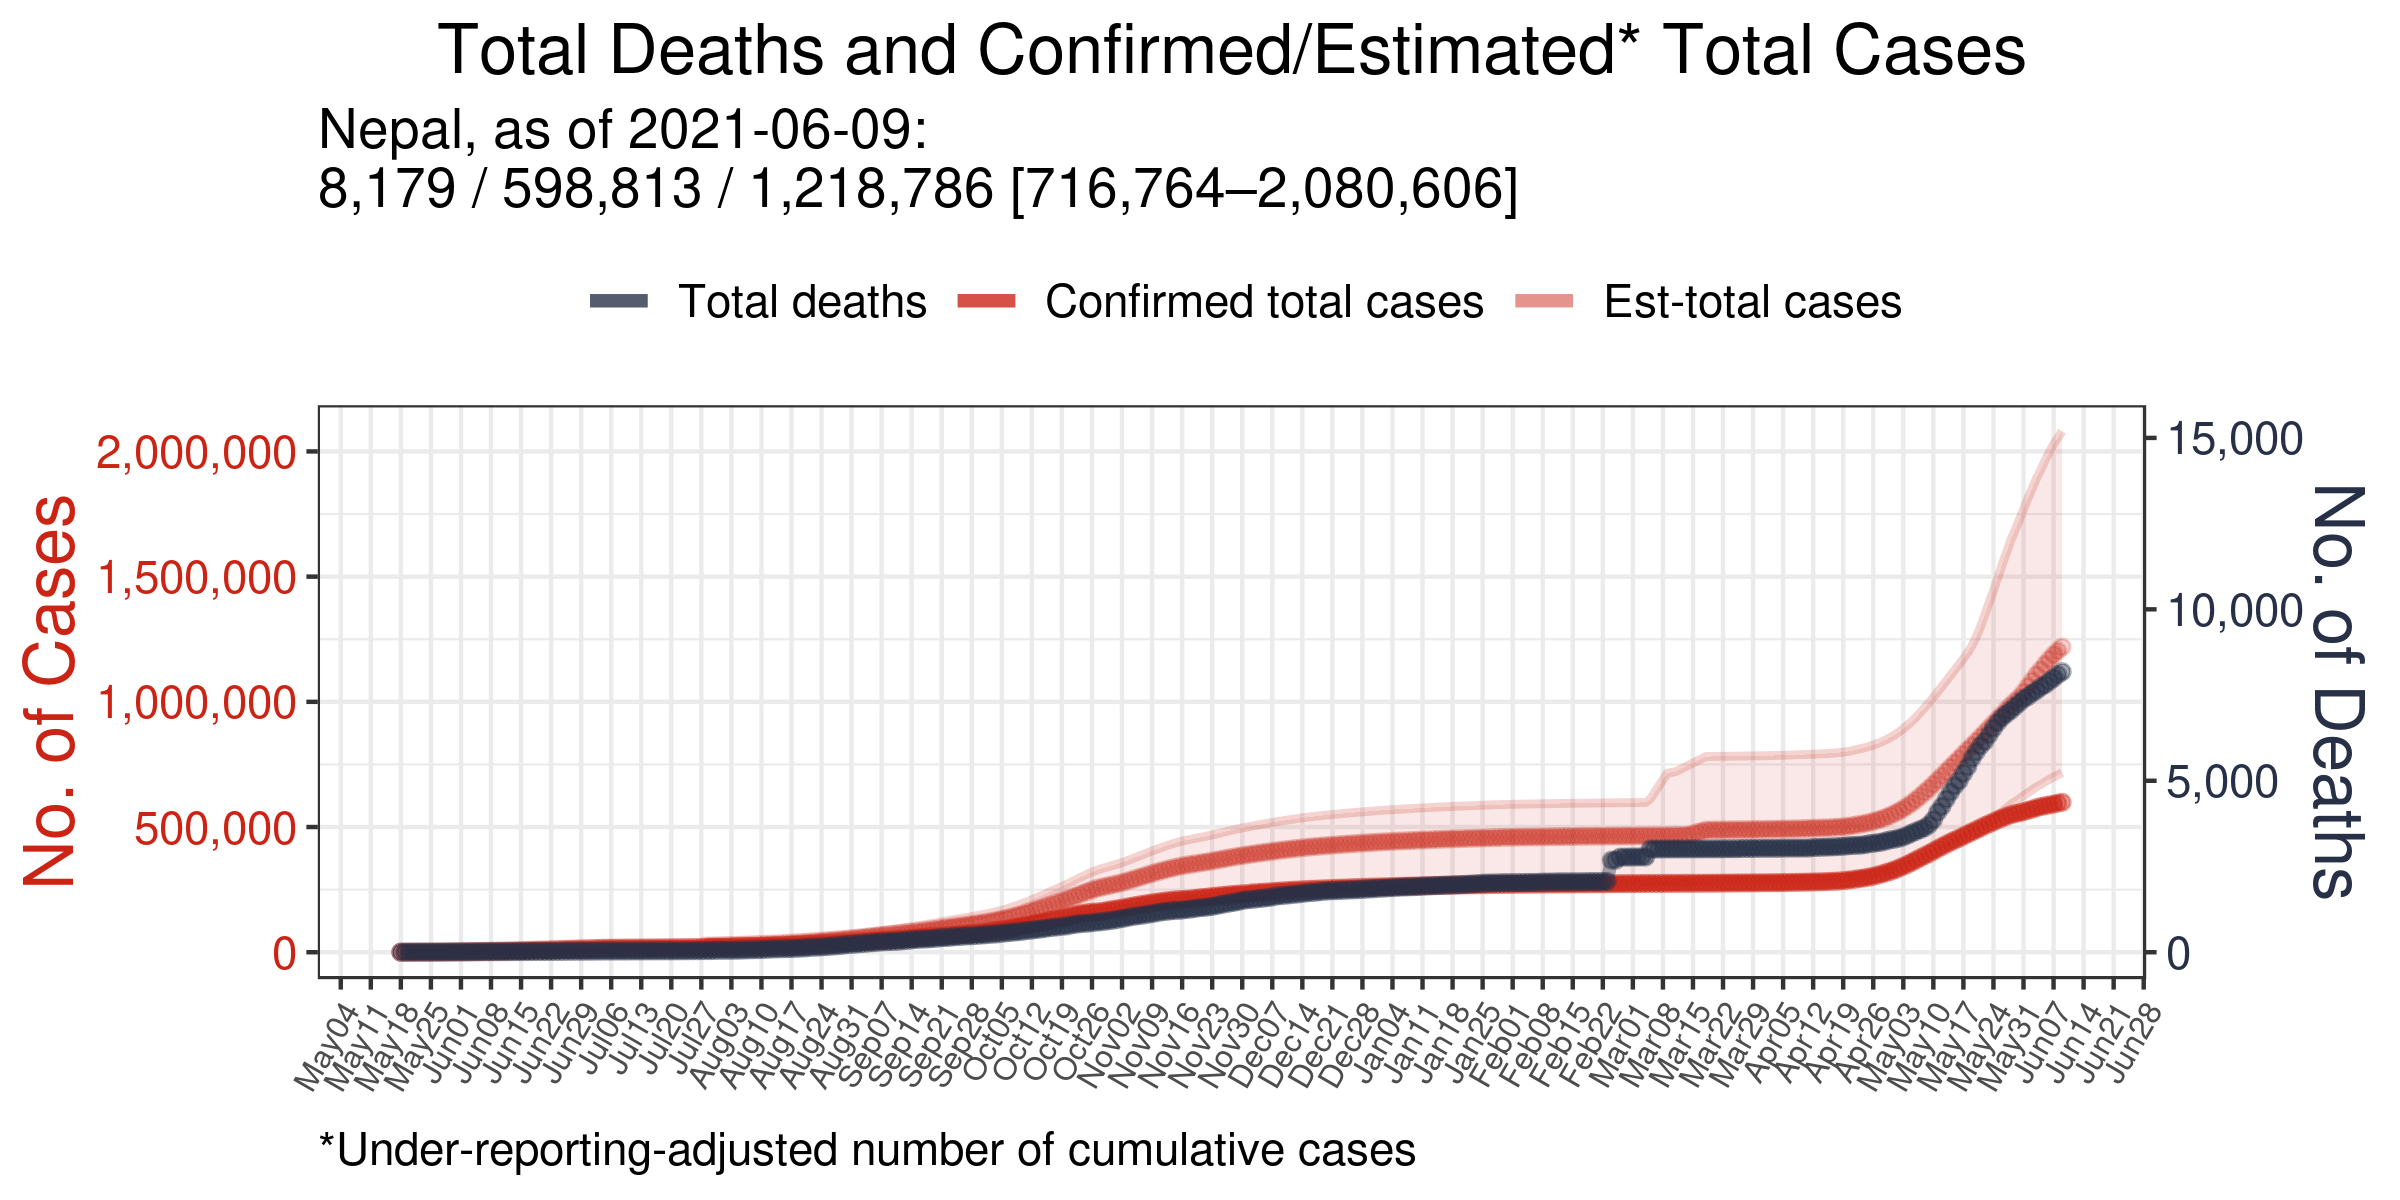 Total Deaths and Confirmed/Estimated* Total Cases
Nepal, as of 2021-06-09:
8,179 / 598,813 / 1,218,786 [716,764–2,080,606]
Total deaths
Confirmed total cases
Est-total cases
No. of Cases
2,000,000
1,500,000
1,000,000
500,000
0
15,000
10,000
5,000
0
No. of Deaths
May04
May11
May18
May25
Jun01
Jun08
Jun15
Jun22
Jun29
Jul06
Jul13
Jul20
Jul27
Aug03
Aug10
Aug17
Aug24
Aug31
Sep07
Sep14
Sep21
Sep28
Oct05
Oct12
Oct19
Oct26
Nov02
Nov09
Nov16
Nov23
Nov30
Dec07
Dec14
Dec21
Dec28
Jan04
Jan11
Jan18
Jan25
Feb01
Feb08
Feb15
Feb22
Mar01
Mar08
Mar15
Mar22
Mar29
Apr05
Apr12
Apr19
Apr26
May03
May10
May17
May24
May31
Jun07
Jun14
Jun21
Jun28
*Under-reporting-adjusted number of cumulative cases